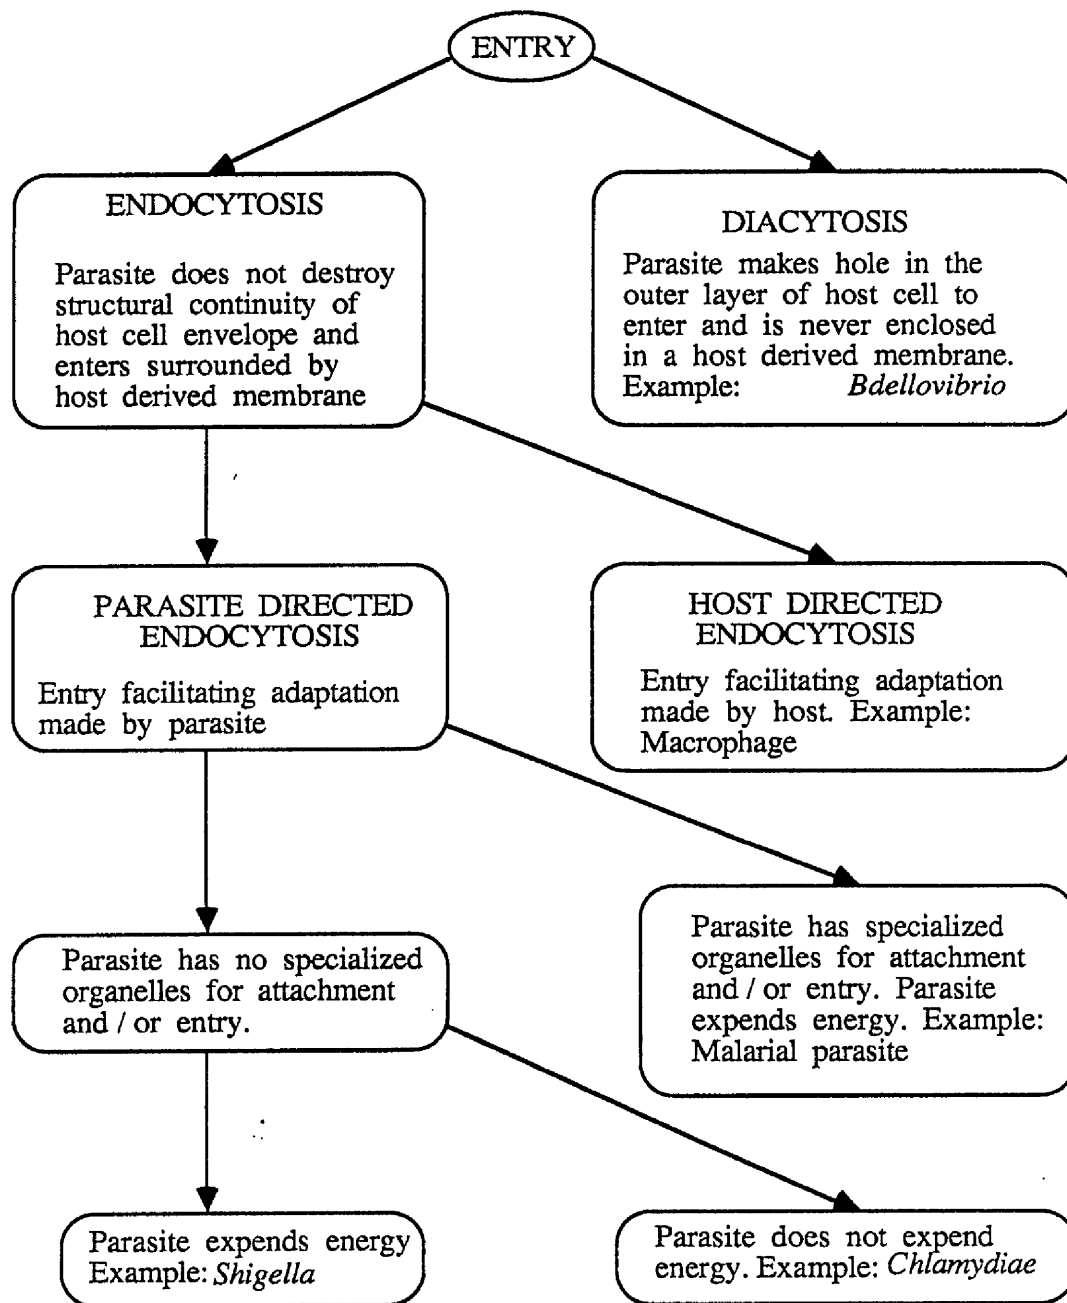 ENTRY
ENDOCYTOSIS
Parasite does not destroy
structural continuity of
host cell envelope and
enters surrounded by
host derived membrane
DIACYTOSIS
Parasite makes hole in the
outer layer of host cell to
enter and is never enclosed
in a host derived membrane.
Example: Bdellovibrio
PARASITE DIRECTED
ENDOCYTOSIS
Entry facilitating adaptation
made by parasite
HOST DIRECTED
ENDOCYTOSIS
Entry facilitating adaptation
made by host. Example:
Macrophage
Parasite has no specialized
organelles for attachment
and / or entry.
Parasite has specialized
organelles for attachment
and / or entry. Parasite
expends energy. Example:
Malarial parasite
Parasite expends energy
Example: Shigella
Parasite does not expend
energy. Example: Chlamydiae